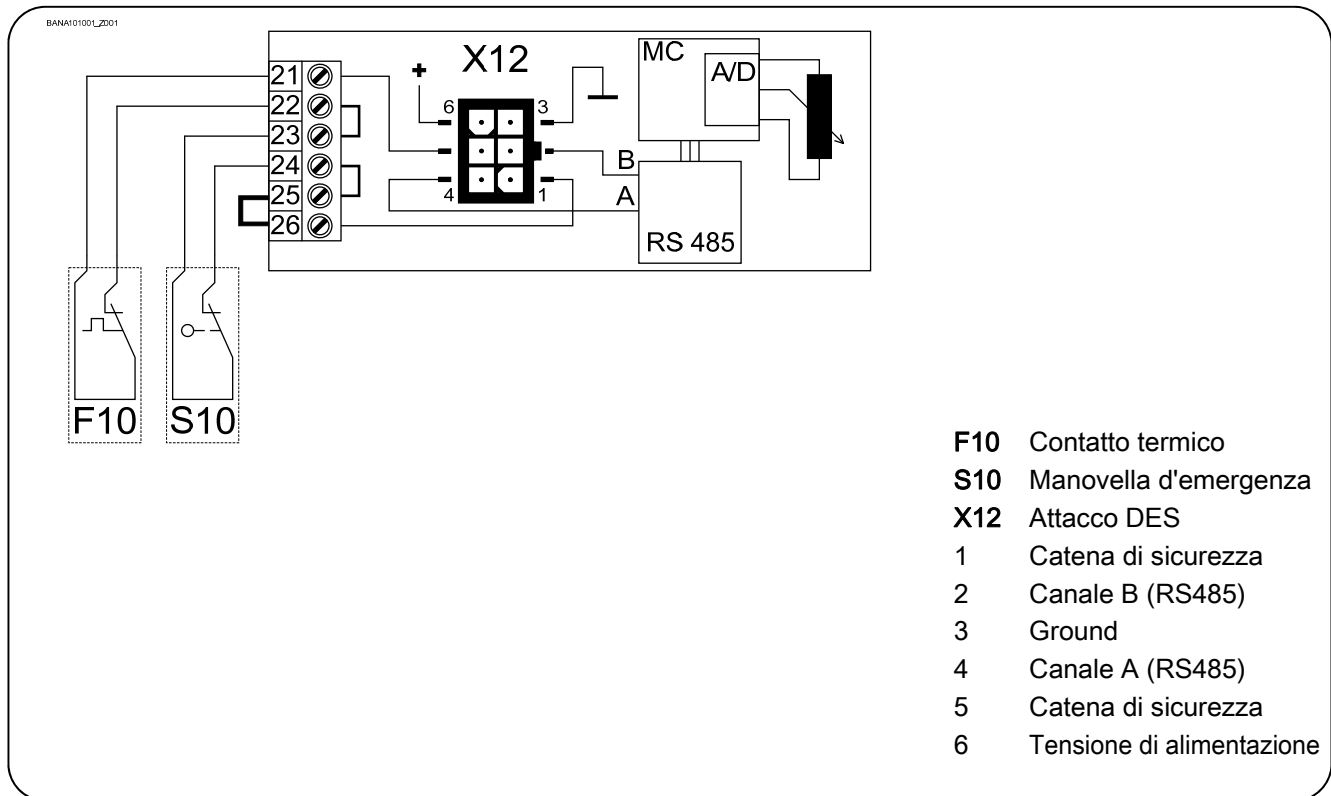 BANA101001_Z001
X12
MC
A/D
+
21
22
23
24
25
26
6
3
4
1
B
A
RS 485
F10
S10
F10 Contatto termico
S10 Manovella d'emergenza
X12 Attacco DES
1 Catena di sicurezza
2 Canale B (RS485)
3 Ground
4 Canale A (RS485)
5 Catena di sicurezza
6 Tensione di alimentazione